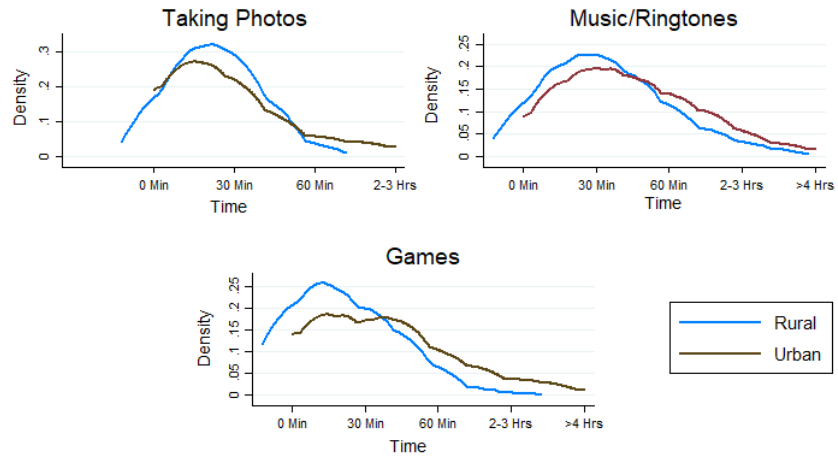 Taking Photos
Density
.3
.2
.1
0
0 Min 30 Min 60 Min 2-3 Hrs
Time
Music/Ringtones
Density
.25
.2
.15
.1
.05
0
0 Min 30 Min 60 Min 2-3 Hrs >4 Hrs
Time
Games
Density
.25
.2
.15
.1
.05
0
0 Min 30 Min 60 Min 2-3 Hrs >4 Hrs
Time
Rural
Urban